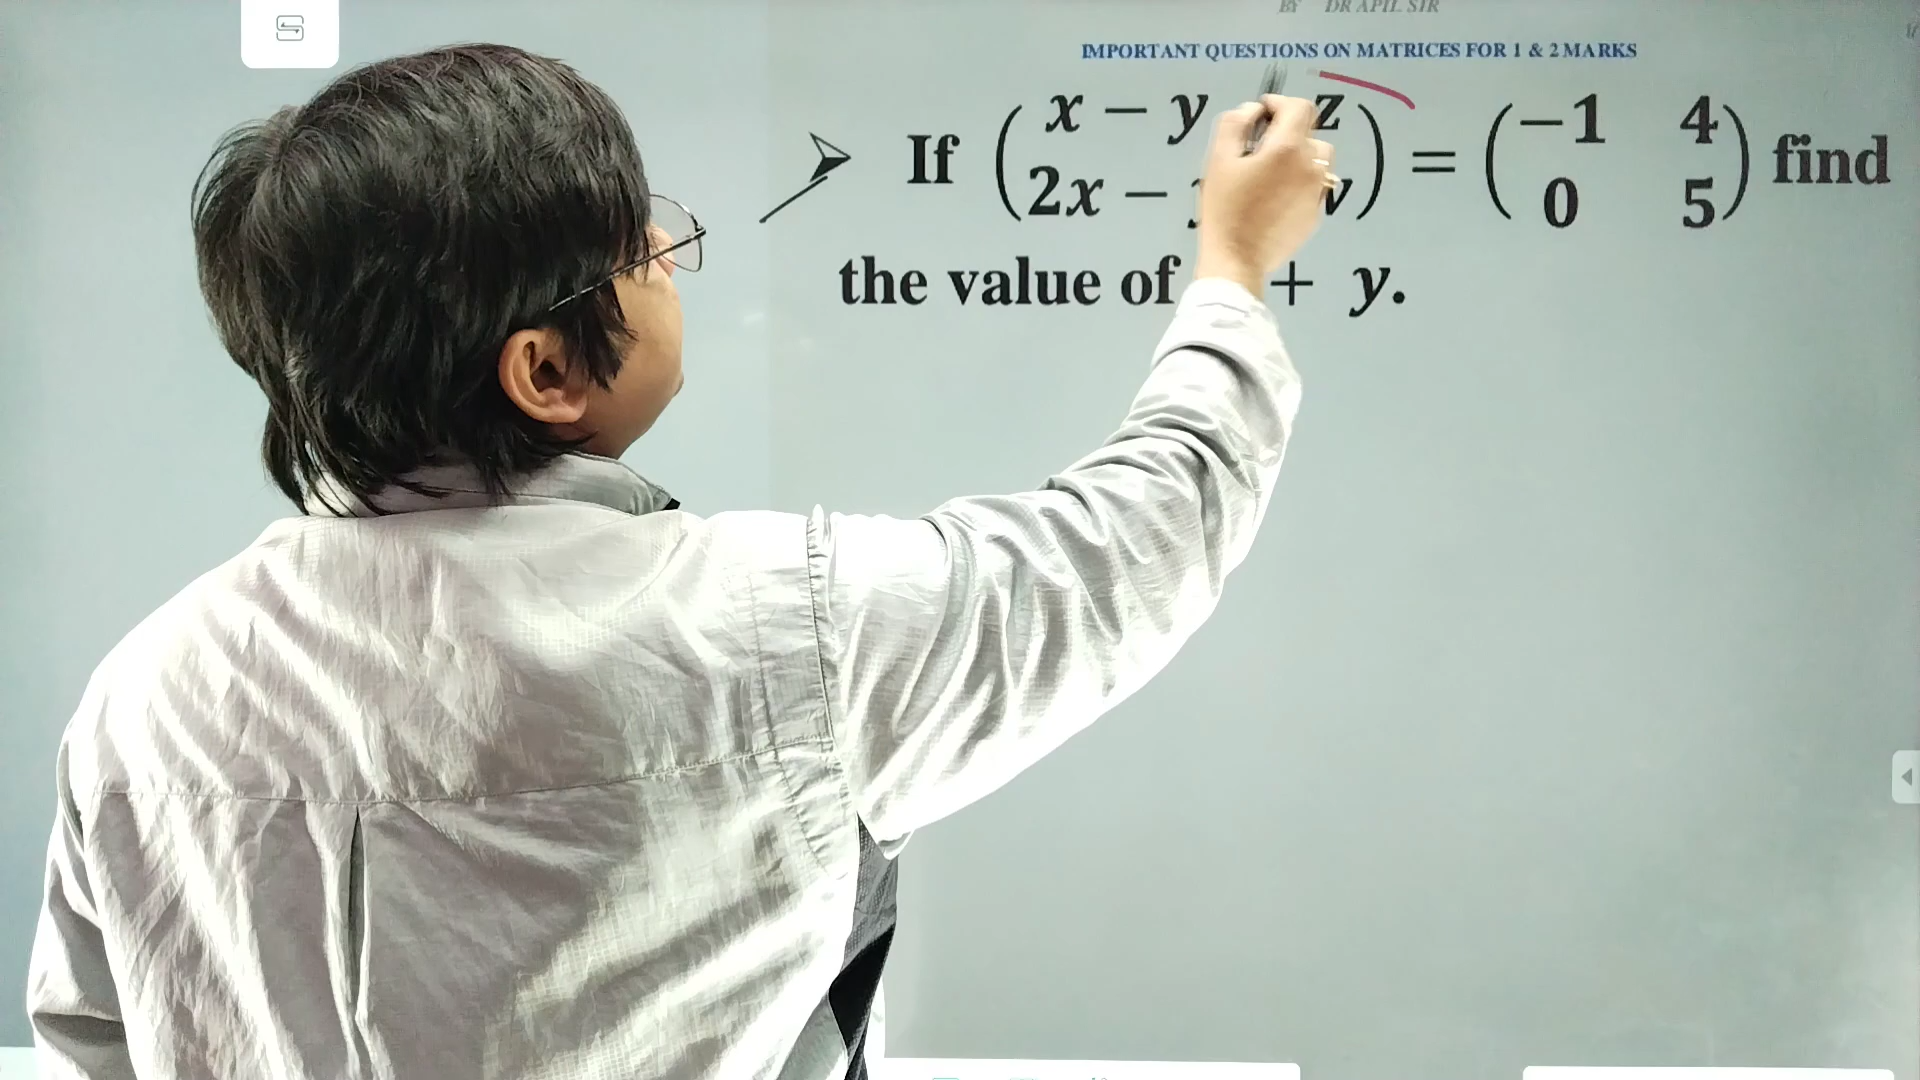 BY DR APIL SIR
IMPORTANT QUESTIONS ON MATRICES FOR 1 & 2 MARKS
If ( x − y z ) = ( −1 4 ) find
( 2x − ) ( 0 5 )
the value of + y.